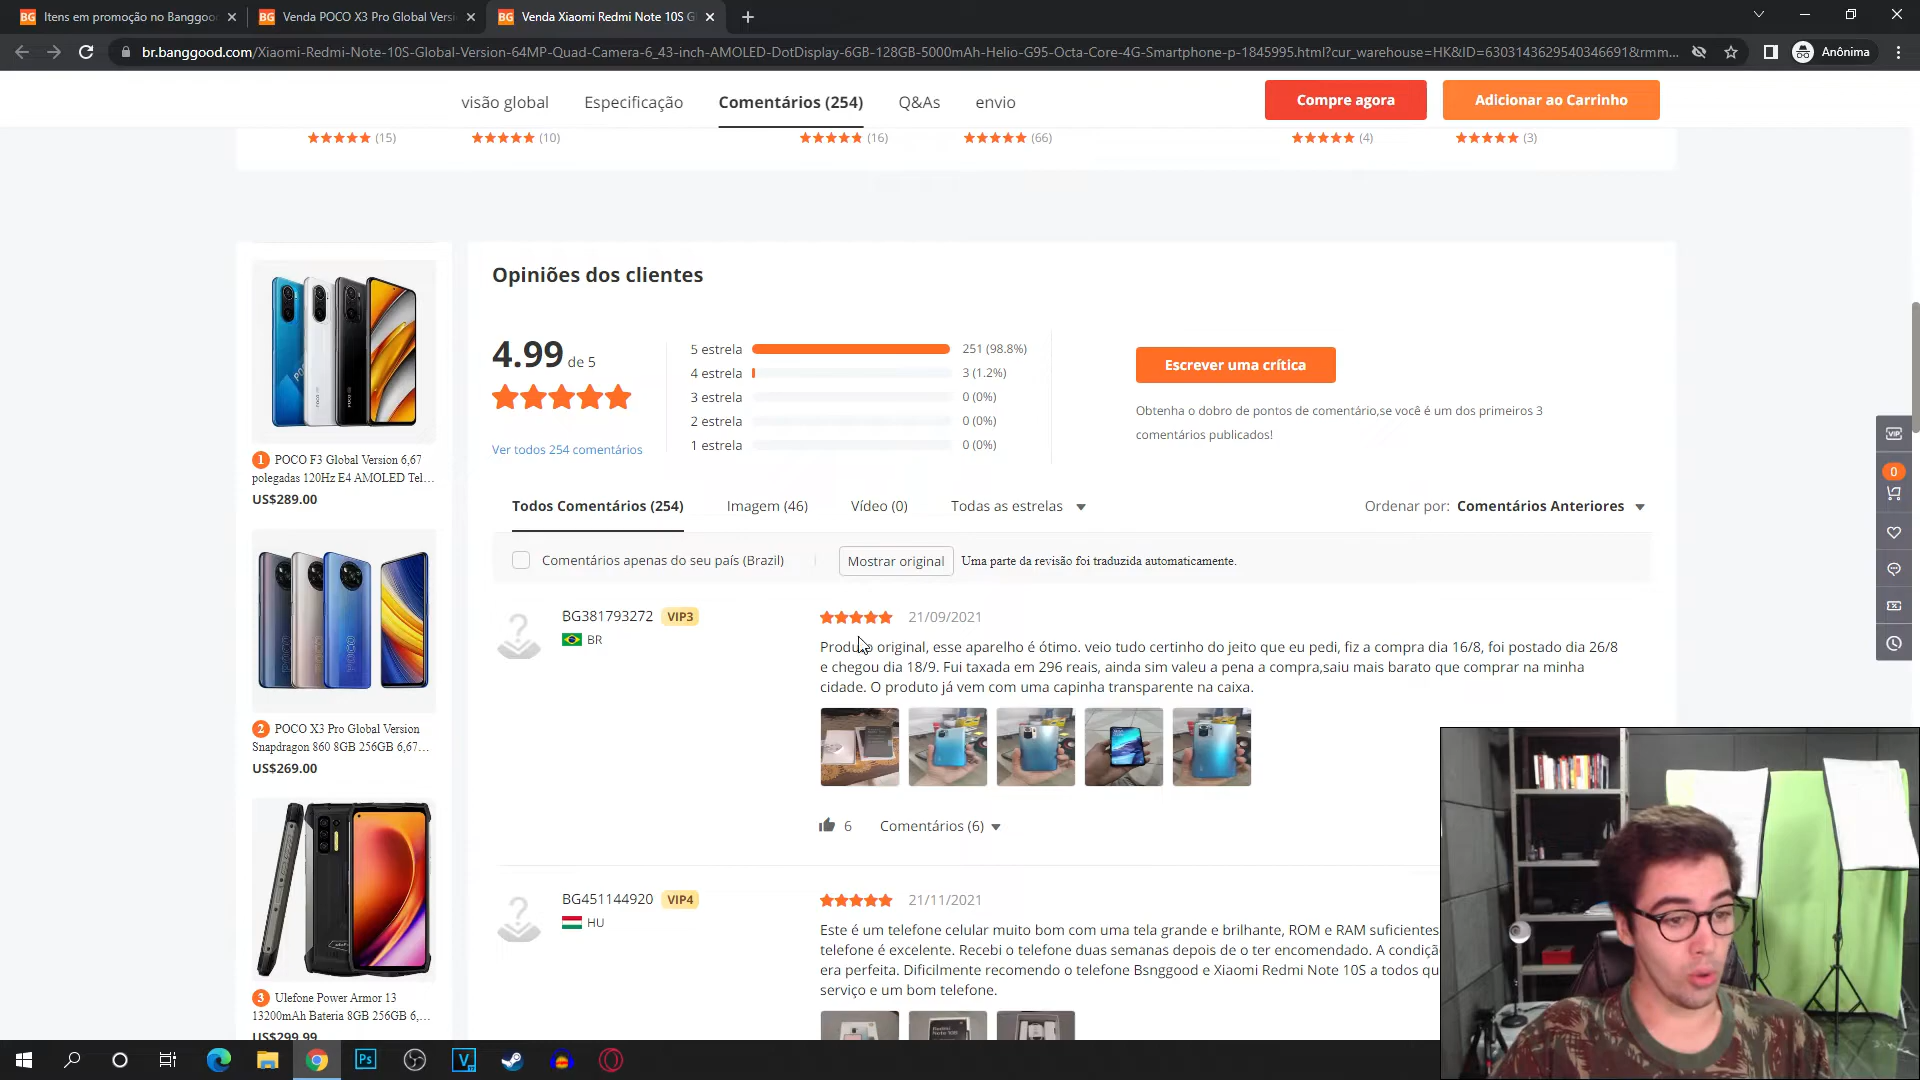 Itens em promoção no Banggoo
Venda POCO X3 Pro Global Versi
Venda Xiaomi Redmi Note 10S G
br.banggood.com/Xiaomi-Redmi-Note-10S-Global-Version-64MP-Quad-Camera-6_43-inch-AMOLED-DotDisplay-6GB-128GB-5000mAh-Helio-G95-Octa-Core-4G-Smartphone-p-1845995.html?cur_warehouse=HK&ID=6303143629540346691&rmm...
Anônima
visão global
Especificação
Comentários (254)
Q&As
envio
Compre agora
Adicionar ao Carrinho
(15)
(10)
(16)
(66)
(4)
(3)
1 POCO F3 Global Version 6,67
polegadas 120Hz E4 AMOLED Tel...
US$289.00
2 POCO X3 Pro Global Version
Snapdragon 860 8GB 256GB 6,67...
US$269.00
3 Ulefone Power Armor 13
13200mAh Bateria 8GB 256GB 6,...
US$299.99
Opiniões dos clientes
4.99 de 5
Ver todos 254 comentários
5 estrela 251 (98.8%)
4 estrela 3 (1.2%)
3 estrela 0 (0%)
2 estrela 0 (0%)
1 estrela 0 (0%)
Escrever uma crítica
Obtenha o dobro de pontos de comentário,se você é um dos primeiros 3
comentários publicados!
Todos Comentários (254)
Imagem (46)
Vídeo (0)
Todas as estrelas
Ordenar por: Comentários Anteriores
Comentários apenas do seu país (Brazil)
Mostrar original
Uma parte da revisão foi traduzida automaticamente.
BG381793272 VIP3
BR
21/09/2021
Produto original, esse aparelho é ótimo. veio tudo certinho do jeito que eu pedi, fiz a compra dia 16/8, foi postado dia 26/8
e chegou dia 18/9. Fui taxada em 296 reais, ainda sim valeu a pena a compra,saiu mais barato que comprar na minha
cidade. O produto já vem com uma capinha transparente na caixa.
6
Comentários (6)
BG451144920 VIP4
HU
21/11/2021
Este é um telefone celular muito bom com uma tela grande e brilhante, ROM e RAM suficientes
telefone é excelente. Recebi o telefone duas semanas depois de o ter encomendado. A condiçã
era perfeita. Dificilmente recomendo o telefone Bsnggood e Xiaomi Redmi Note 10S a todos qu
serviço e um bom telefone.
VIP
0
Ps
V